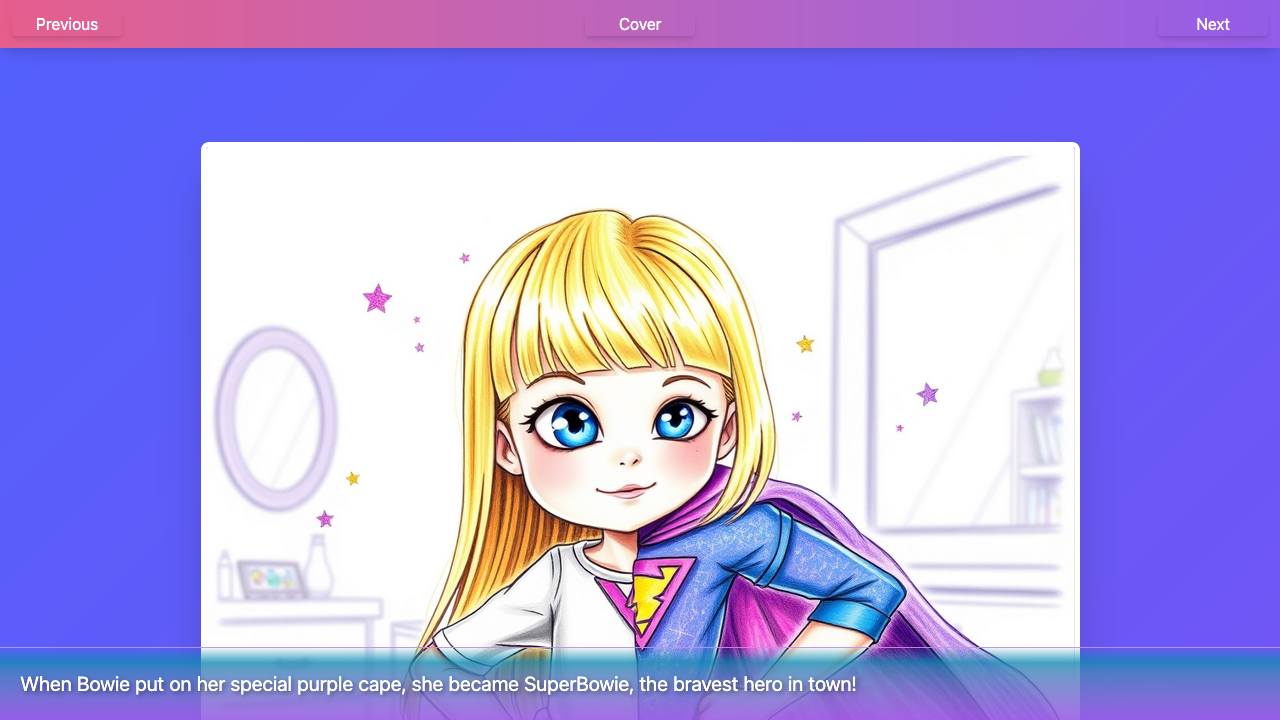 Previous
Cover
Next
When Bowie put on her special purple cape, she became SuperBowie, the bravest hero in town!